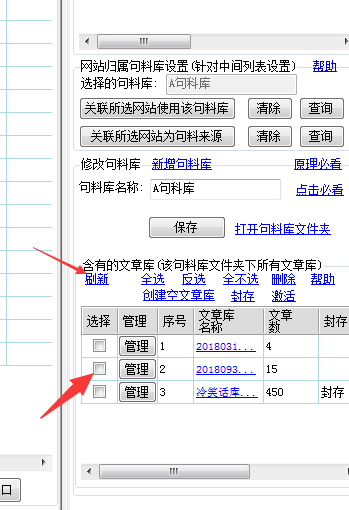 网站归属句料库设置(针对中间列表设置) 帮助
选择的句料库: A句料库
关联所选网站使用该句料库 清除 查询
关联所选网站为句料来源 清除 查询
修改句料库 新增句料库 原理必看
句料库名称: A句料库 点击必看
保存 打开句料库文件夹
含有的文章库(该句料库文件夹下所有文章库)
刷新 全选 反选 全不选 删除 帮助
创建空文章库 封存 激活
选择 管理 序号 文章库名称 文章数 封存
管理 1 2018031... 4
管理 2 2018093... 15
管理 3 冷笑话库... 450 封存
口